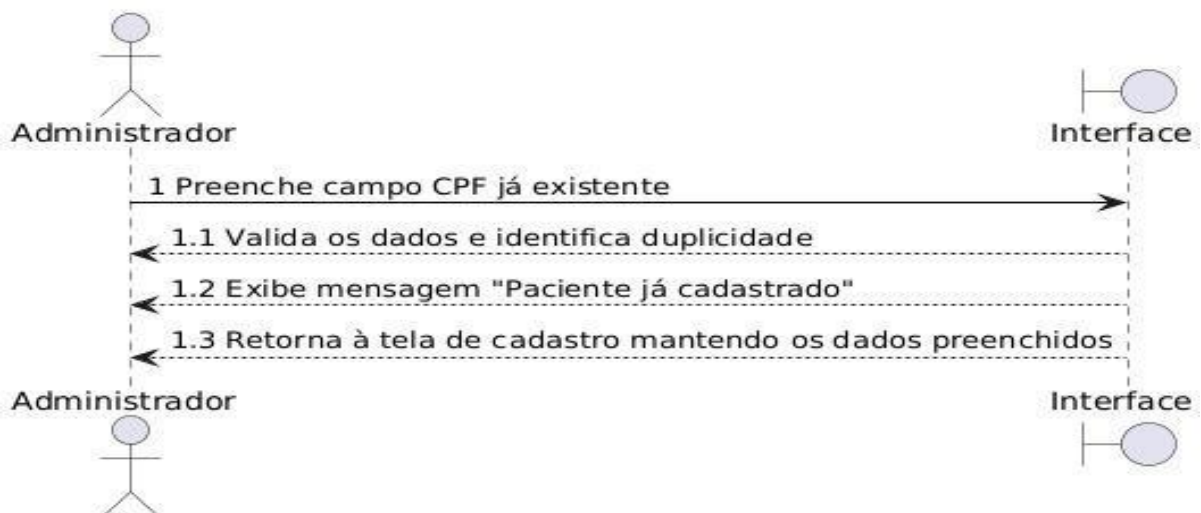 Administrador
Interface
1 Preenche campo CPF já existente
1.1 Valida os dados e identifica duplicidade
1.2 Exibe mensagem "Paciente já cadastrado"
1.3 Retorna à tela de cadastro mantendo os dados preenchidos
Administrador
Interface